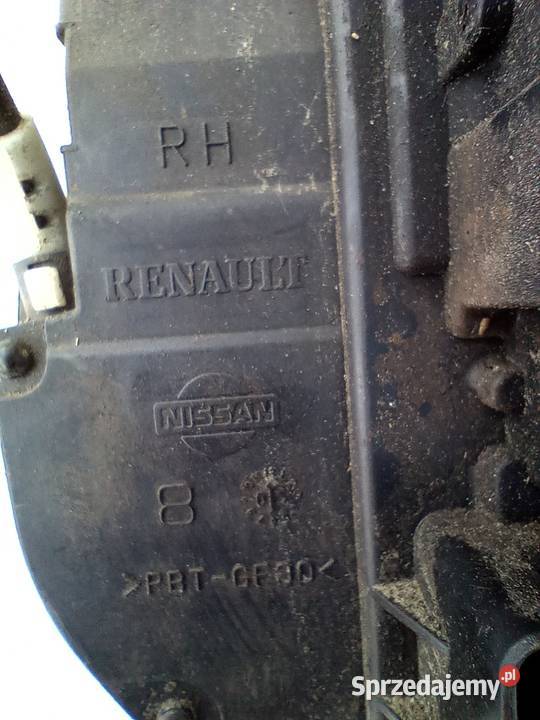 RH
RENAULT
NISSAN
8
>PBT-GF30<
Sprzedajemy.pl